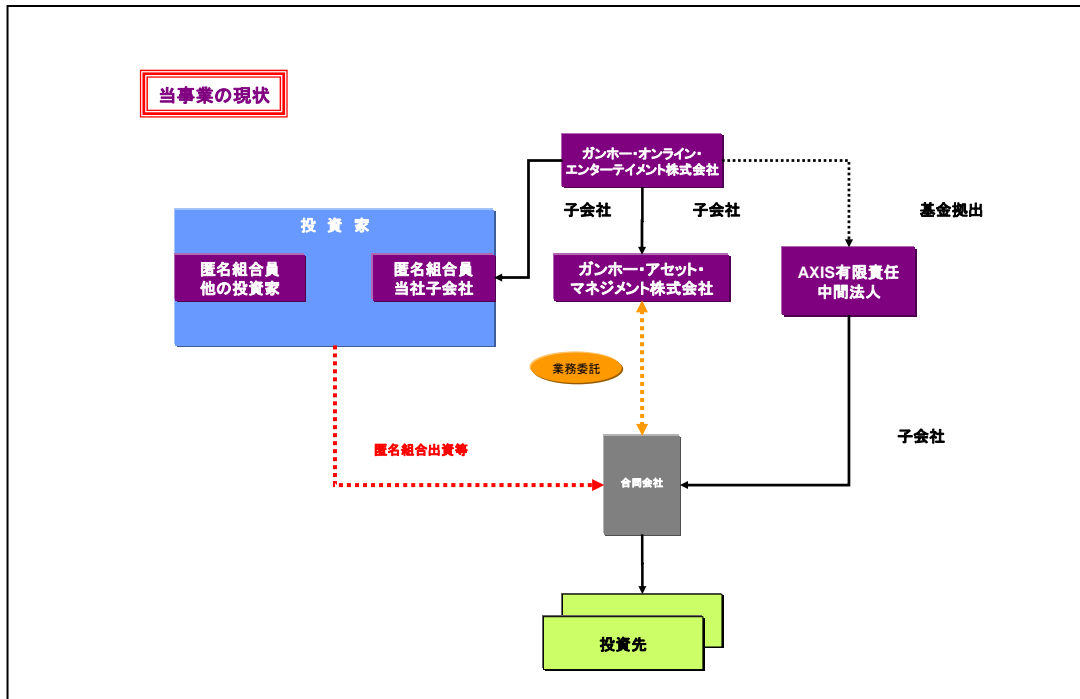 当事業の現状
ガンホー・オンライン・
エンターテイメント株式会社
子会社
子会社
基金拠出
投 資 家
匿名組合員
他の投資家
匿名組合員
当社子会社
ガンホー・アセット・
マネジメント株式会社
AXIS有限責任
中間法人
業務委託
子会社
匿名組合出資等
合同会社
投資先